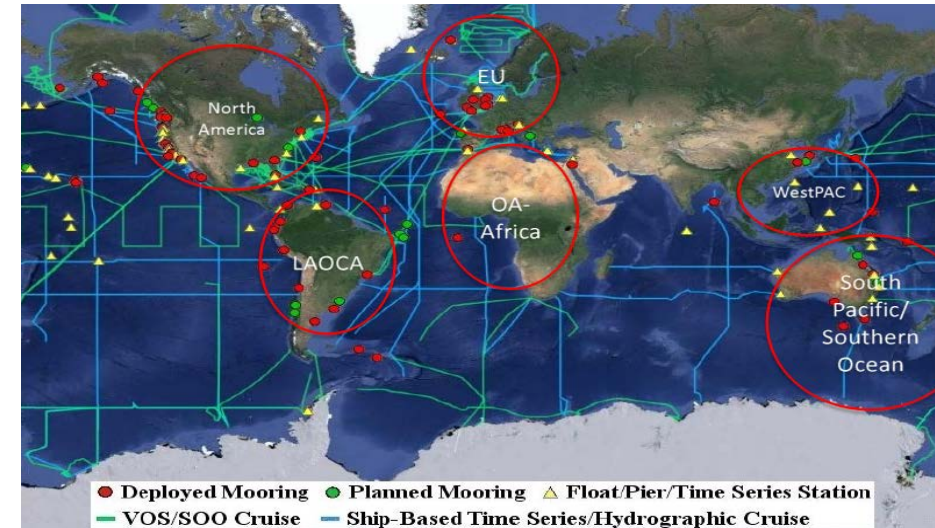 EU
North
America
WestPAC
OA-
Africa
LAOCA
South
Pacific/
Southern
Ocean
Deployed Mooring Planned Mooring Float/Pier/Time Series Station
VOS/SOO Cruise Ship-Based Time Series/Hydrographic Cruise